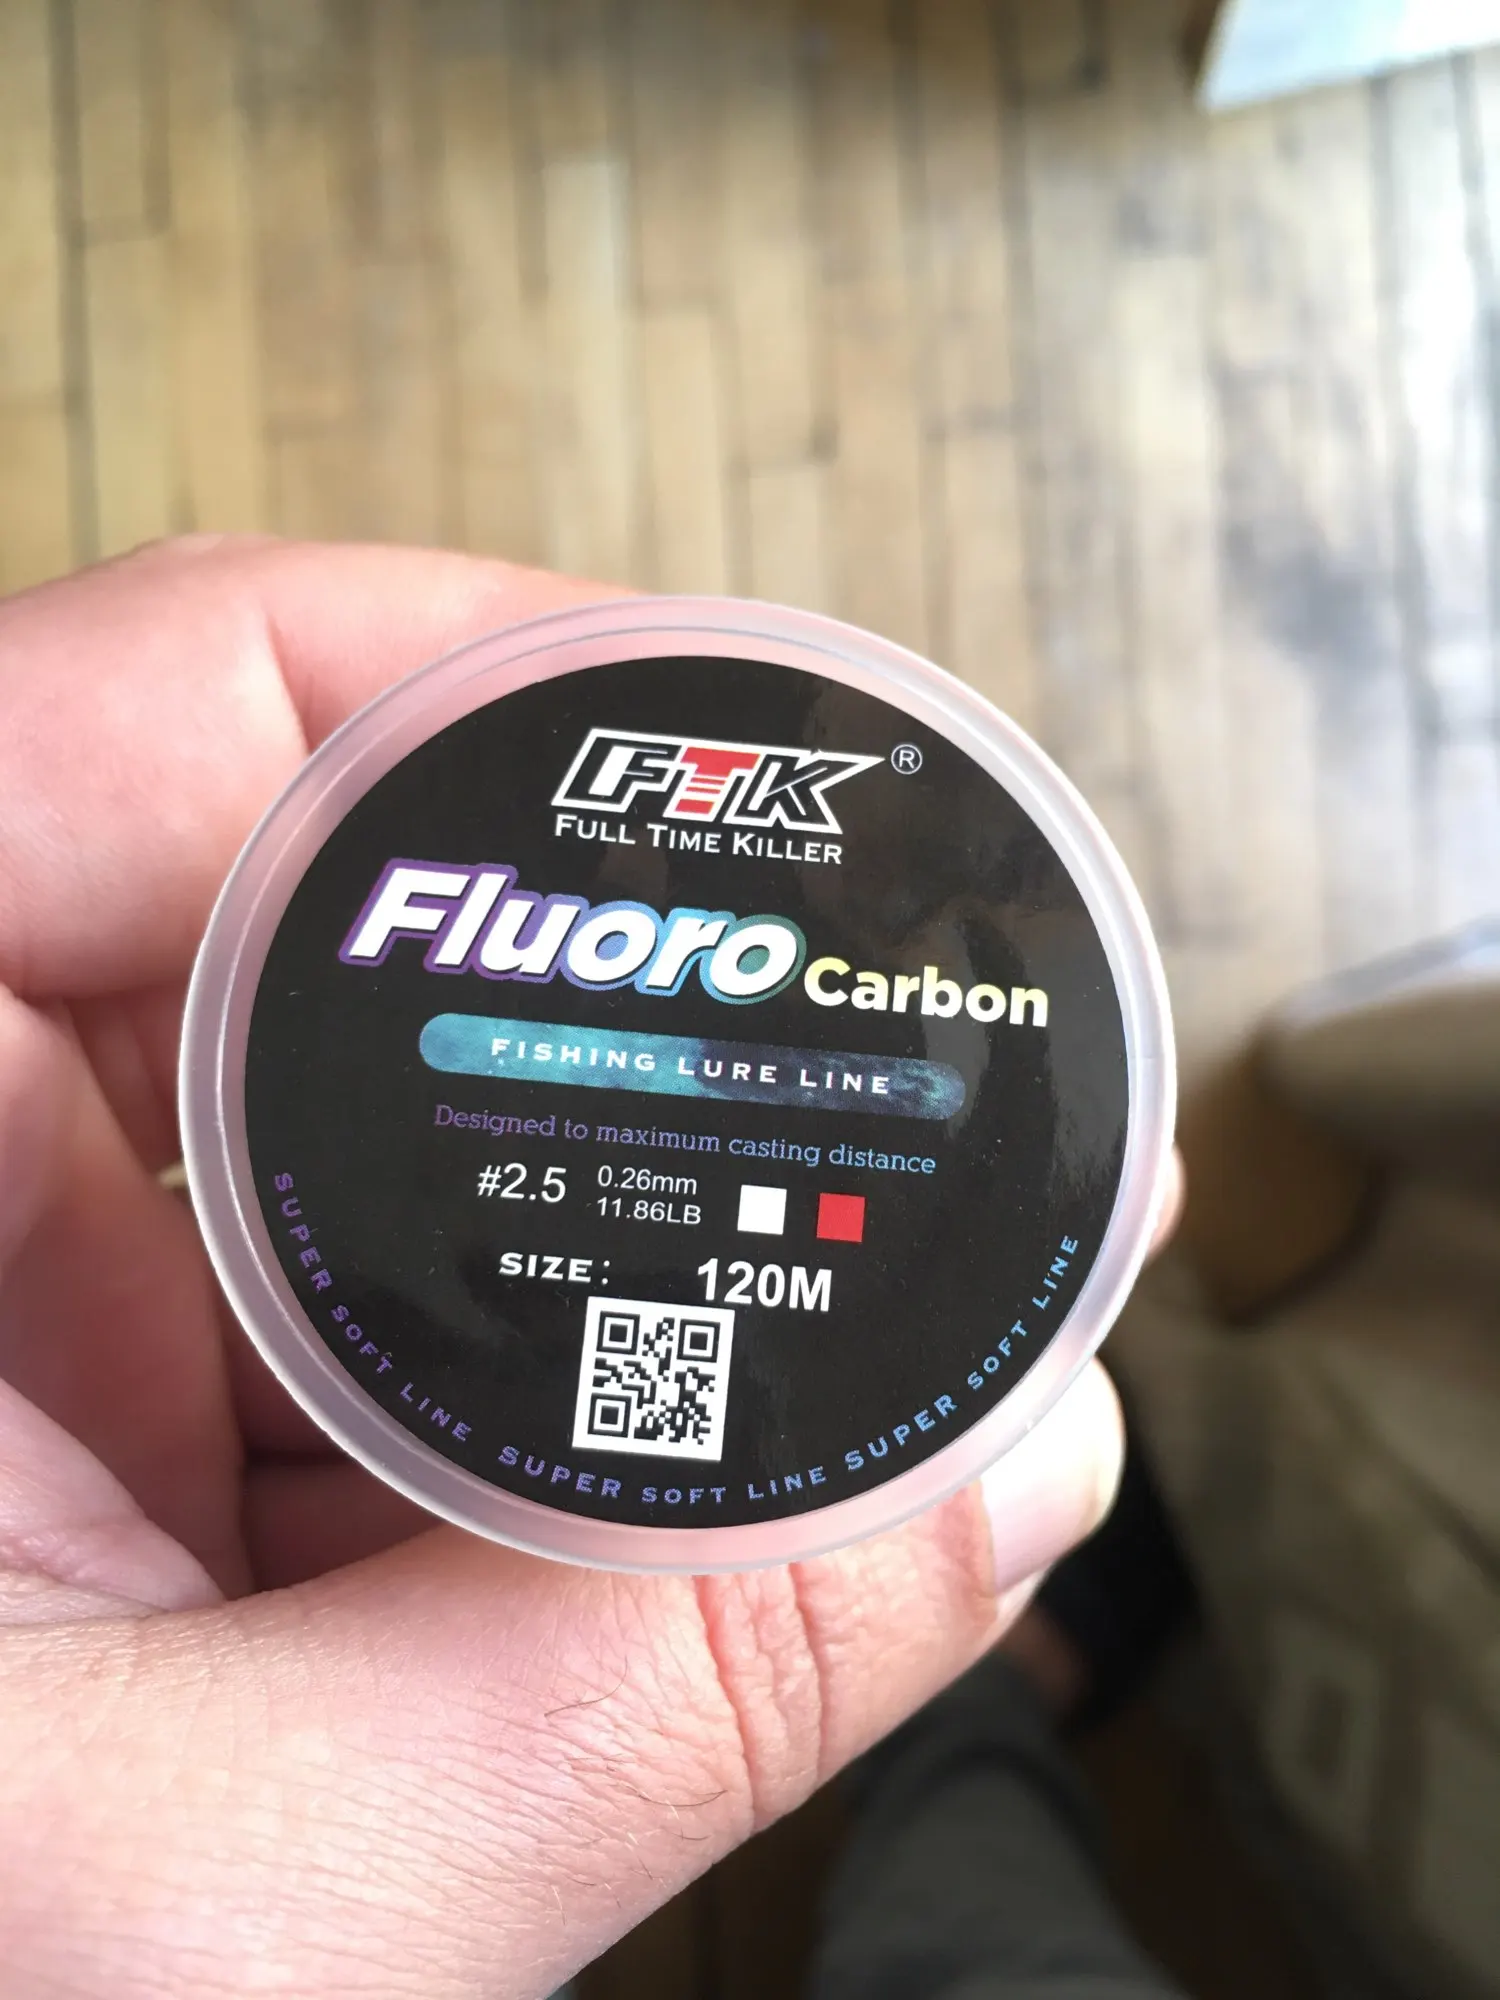 FTK®
FULL TIME KILLER
Fluoro Carbon
FISHING LURE LINE
Designed to maximum casting distance
#2.5 0.26mm
11.86LB
SIZE: 120M
SUPER SOFT LINE SUPER SOFT LINE SUPER SOFT LINE